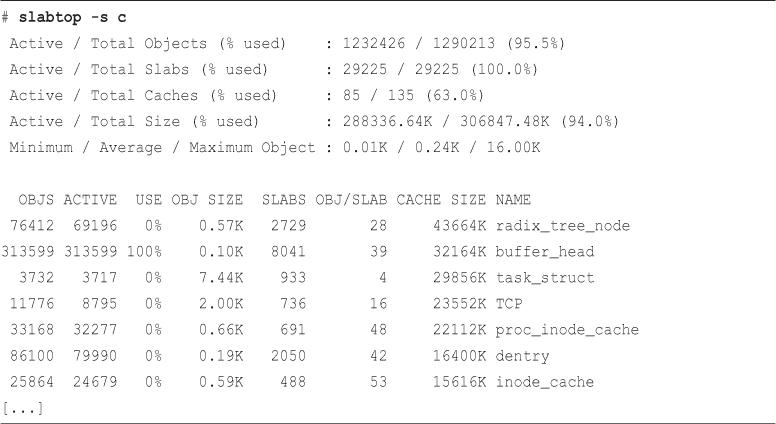 # slabtop -s c
 Active / Total Objects (% used)    : 1232426 / 1290213 (95.5%)
 Active / Total Slabs (% used)      : 29225 / 29225 (100.0%)
 Active / Total Caches (% used)     : 85 / 135 (63.0%)
 Active / Total Size (% used)       : 288336.64K / 306847.48K (94.0%)
 Minimum / Average / Maximum Object : 0.01K / 0.24K / 16.00K

  OBJS ACTIVE  USE OBJ SIZE  SLABS OBJ/SLAB CACHE SIZE NAME
 76412  69196   0%    0.57K   2729       28     43664K radix_tree_node
313599 313599 100%    0.10K   8041       39     32164K buffer_head
  3732   3717   0%    7.44K    933        4     29856K task_struct
 11776   8795   0%    2.00K    736       16     23552K TCP
 33168  32277   0%    0.66K    691       48     22112K proc_inode_cache
 86100  79990   0%    0.19K   2050       42     16400K dentry
 25864  24679   0%    0.59K    488       53     15616K inode_cache
[...]